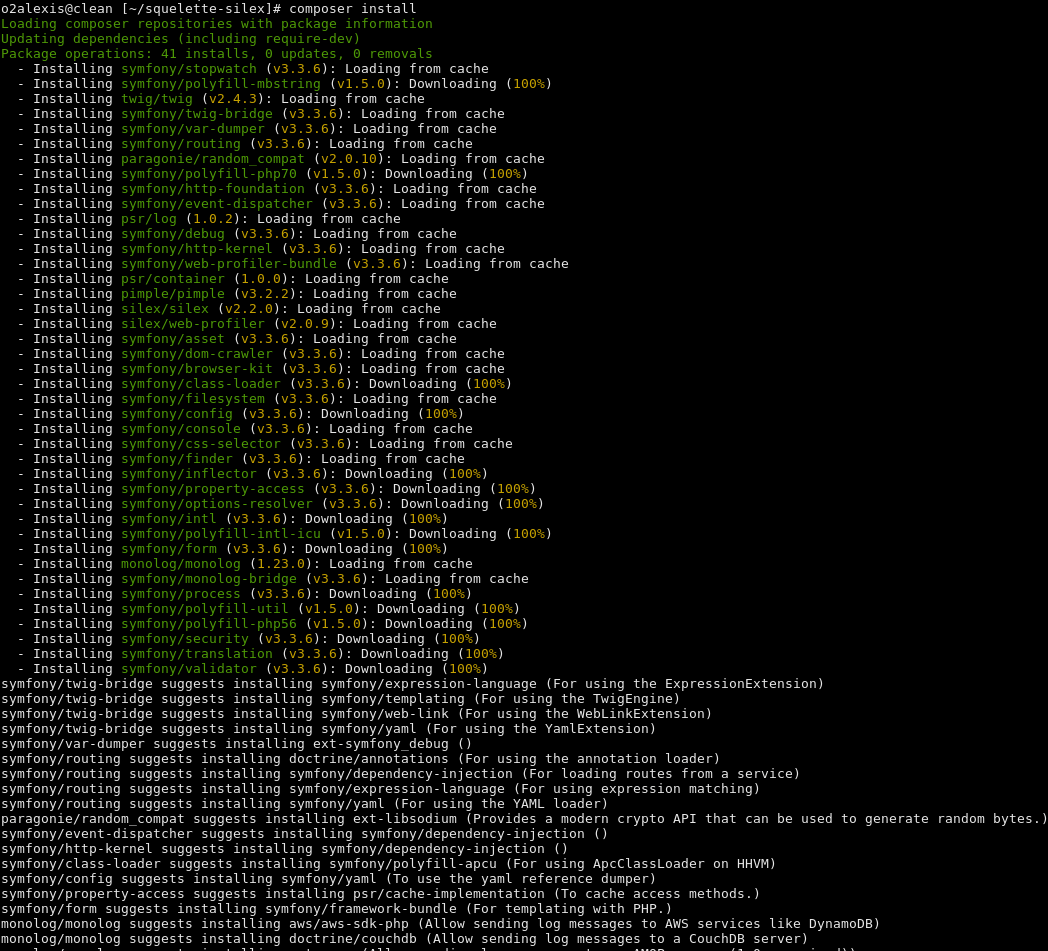 o2alexis@clean [~/squelette-silex]# composer install
Loading composer repositories with package information
Updating dependencies (including require-dev)
Package operations: 41 installs, 0 updates, 0 removals
  - Installing symfony/stopwatch (v3.3.6): Loading from cache
  - Installing symfony/polyfill-mbstring (v1.5.0): Downloading (100%)
  - Installing twig/twig (v2.4.3): Loading from cache
  - Installing symfony/twig-bridge (v3.3.6): Loading from cache
  - Installing symfony/var-dumper (v3.3.6): Loading from cache
  - Installing symfony/routing (v3.3.6): Loading from cache
  - Installing paragonie/random_compat (v2.0.10): Loading from cache
  - Installing symfony/polyfill-php70 (v1.5.0): Downloading (100%)
  - Installing symfony/http-foundation (v3.3.6): Loading from cache
  - Installing symfony/event-dispatcher (v3.3.6): Loading from cache
  - Installing psr/log (1.0.2): Loading from cache
  - Installing symfony/debug (v3.3.6): Loading from cache
  - Installing symfony/http-kernel (v3.3.6): Loading from cache
  - Installing symfony/web-profiler-bundle (v3.3.6): Loading from cache
  - Installing psr/container (1.0.0): Loading from cache
  - Installing pimple/pimple (v3.2.2): Loading from cache
  - Installing silex/silex (v2.2.0): Loading from cache
  - Installing silex/web-profiler (v2.0.9): Loading from cache
  - Installing symfony/asset (v3.3.6): Loading from cache
  - Installing symfony/dom-crawler (v3.3.6): Loading from cache
  - Installing symfony/browser-kit (v3.3.6): Loading from cache
  - Installing symfony/class-loader (v3.3.6): Downloading (100%)
  - Installing symfony/filesystem (v3.3.6): Loading from cache
  - Installing symfony/config (v3.3.6): Downloading (100%)
  - Installing symfony/console (v3.3.6): Loading from cache
  - Installing symfony/css-selector (v3.3.6): Loading from cache
  - Installing symfony/finder (v3.3.6): Loading from cache
  - Installing symfony/inflector (v3.3.6): Downloading (100%)
  - Installing symfony/property-access (v3.3.6): Downloading (100%)
  - Installing symfony/options-resolver (v3.3.6): Downloading (100%)
  - Installing symfony/intl (v3.3.6): Downloading (100%)
  - Installing symfony/polyfill-intl-icu (v1.5.0): Downloading (100%)
  - Installing symfony/form (v3.3.6): Downloading (100%)
  - Installing monolog/monolog (1.23.0): Loading from cache
  - Installing symfony/monolog-bridge (v3.3.6): Loading from cache
  - Installing symfony/process (v3.3.6): Downloading (100%)
  - Installing symfony/polyfill-util (v1.5.0): Downloading (100%)
  - Installing symfony/polyfill-php56 (v1.5.0): Downloading (100%)
  - Installing symfony/security (v3.3.6): Downloading (100%)
  - Installing symfony/translation (v3.3.6): Downloading (100%)
  - Installing symfony/validator (v3.3.6): Downloading (100%)
symfony/twig-bridge suggests installing symfony/expression-language (For using the ExpressionExtension)
symfony/twig-bridge suggests installing symfony/templating (For using the TwigEngine)
symfony/twig-bridge suggests installing symfony/web-link (For using the WebLinkExtension)
symfony/twig-bridge suggests installing symfony/yaml (For using the YamlExtension)
symfony/var-dumper suggests installing ext-symfony_debug ()
symfony/routing suggests installing doctrine/annotations (For using the annotation loader)
symfony/routing suggests installing symfony/dependency-injection (For loading routes from a service)
symfony/routing suggests installing symfony/expression-language (For using expression matching)
symfony/routing suggests installing symfony/yaml (For using the YAML loader)
paragonie/random_compat suggests installing ext-libsodium (Provides a modern crypto API that can be used to generate random bytes.)
symfony/event-dispatcher suggests installing symfony/dependency-injection ()
symfony/http-kernel suggests installing symfony/dependency-injection ()
symfony/class-loader suggests installing symfony/polyfill-apcu (For using ApcClassLoader on HHVM)
symfony/config suggests installing symfony/yaml (To use the yaml reference dumper)
symfony/property-access suggests installing psr/cache-implementation (To cache access methods.)
symfony/form suggests installing symfony/framework-bundle (For templating with PHP.)
monolog/monolog suggests installing aws/aws-sdk-php (Allow sending log messages to AWS services like DynamoDB)
monolog/monolog suggests installing doctrine/couchdb (Allow sending log messages to a CouchDB server)